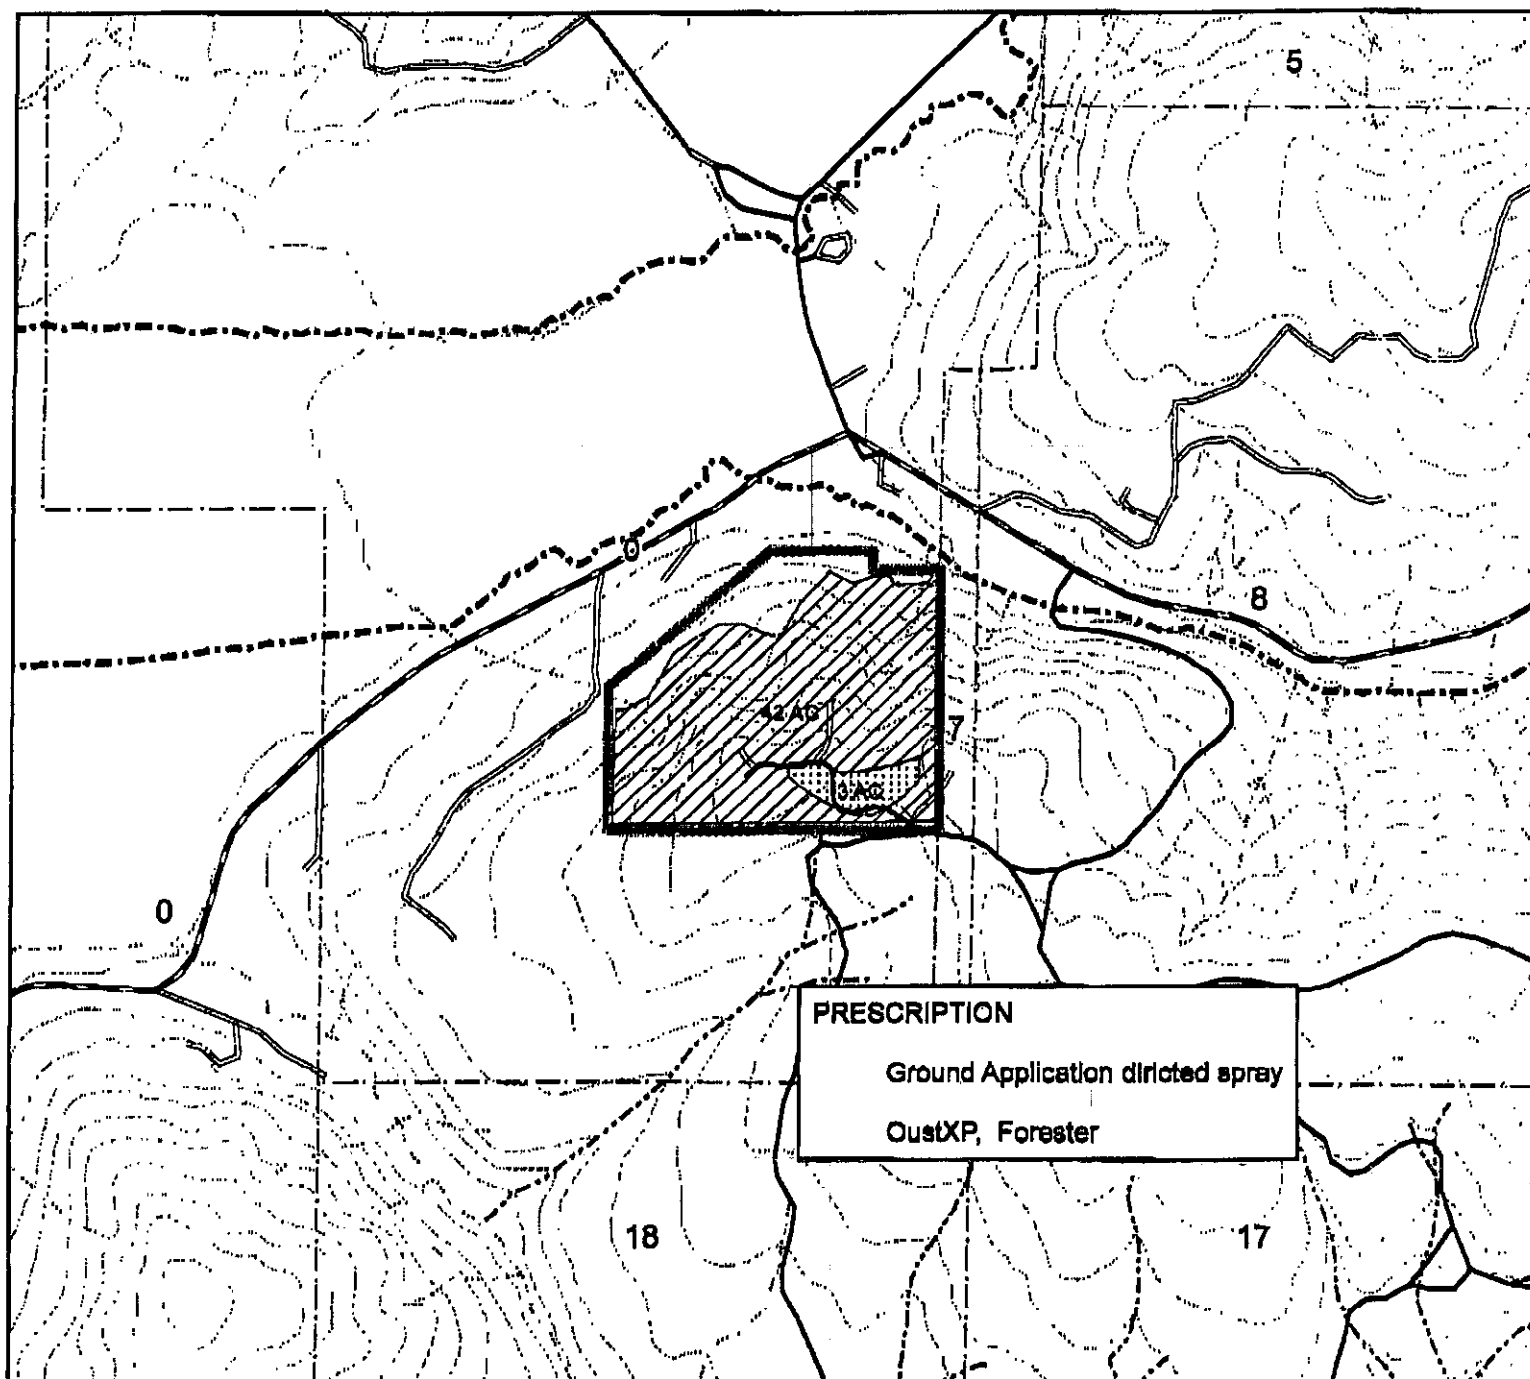 5
0
8
42 AC
7
3 AC
0
PRESCRIPTION
Ground Application diricted spray
OustXP, Forester
18
17